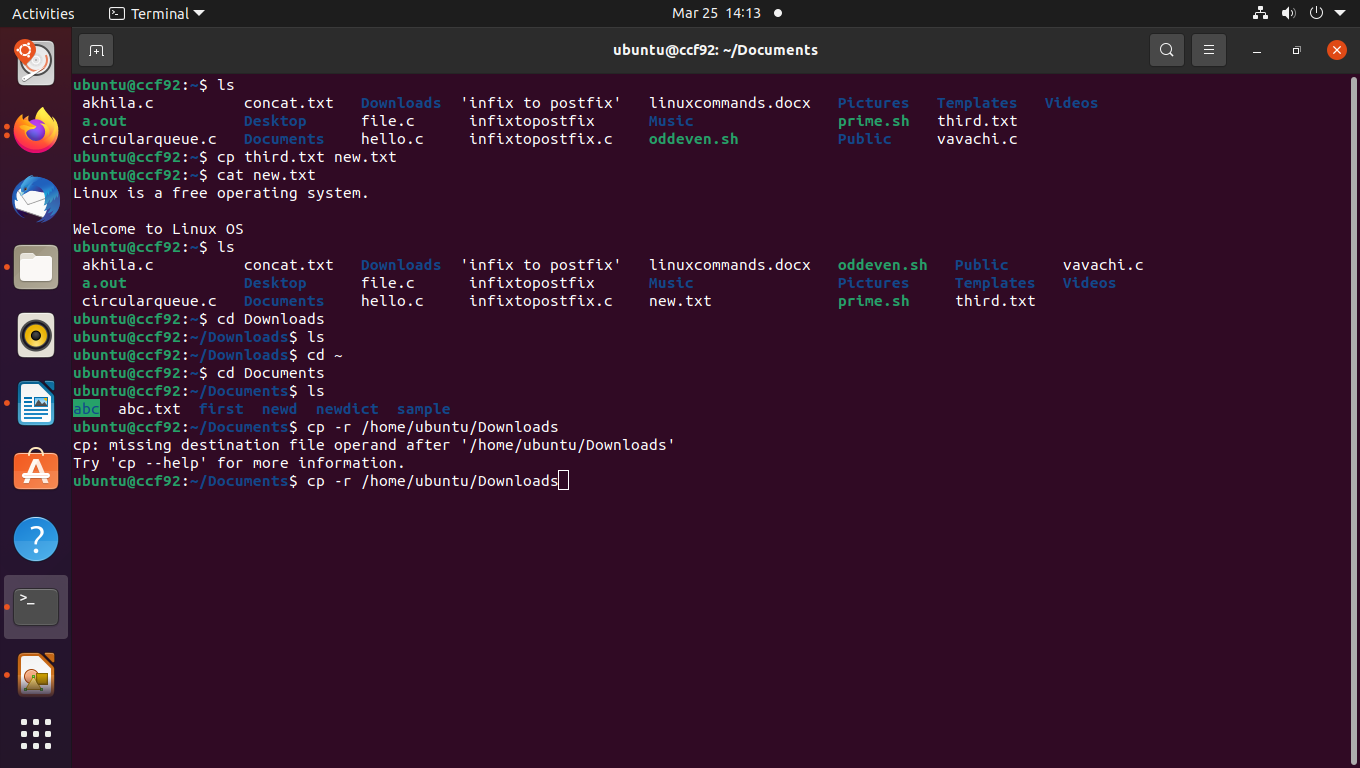 Activities Terminal Mar 25 14:13
ubuntu@ccf92: ~/Documents
ubuntu@ccf92:~$ ls
akhila.c concat.txt Downloads 'infix to postfix' linuxcommands.docx Pictures Templates Videos
a.out Desktop file.c infixtopostfix Music prime.sh third.txt
circularqueue.c Documents hello.c infixtopostfix.c oddeven.sh Public vavachi.c
ubuntu@ccf92:~$ cp third.txt new.txt
ubuntu@ccf92:~$ cat new.txt
Linux is a free operating system.
Welcome to Linux OS
ubuntu@ccf92:~$ ls
akhila.c concat.txt Downloads 'infix to postfix' linuxcommands.docx oddeven.sh Public vavachi.c
a.out Desktop file.c infixtopostfix Music Pictures Templates Videos
circularqueue.c Documents hello.c infixtopostfix.c new.txt prime.sh third.txt
ubuntu@ccf92:~$ cd Downloads
ubuntu@ccf92:~/Downloads$ ls
ubuntu@ccf92:~/Downloads$ cd ~
ubuntu@ccf92:~$ cd Documents
ubuntu@ccf92:~/Documents$ ls
abc abc.txt first newd newdict sample
ubuntu@ccf92:~/Documents$ cp -r /home/ubuntu/Downloads
cp: missing destination file operand after '/home/ubuntu/Downloads'
Try 'cp --help' for more information.
ubuntu@ccf92:~/Documents$ cp -r /home/ubuntu/Downloads